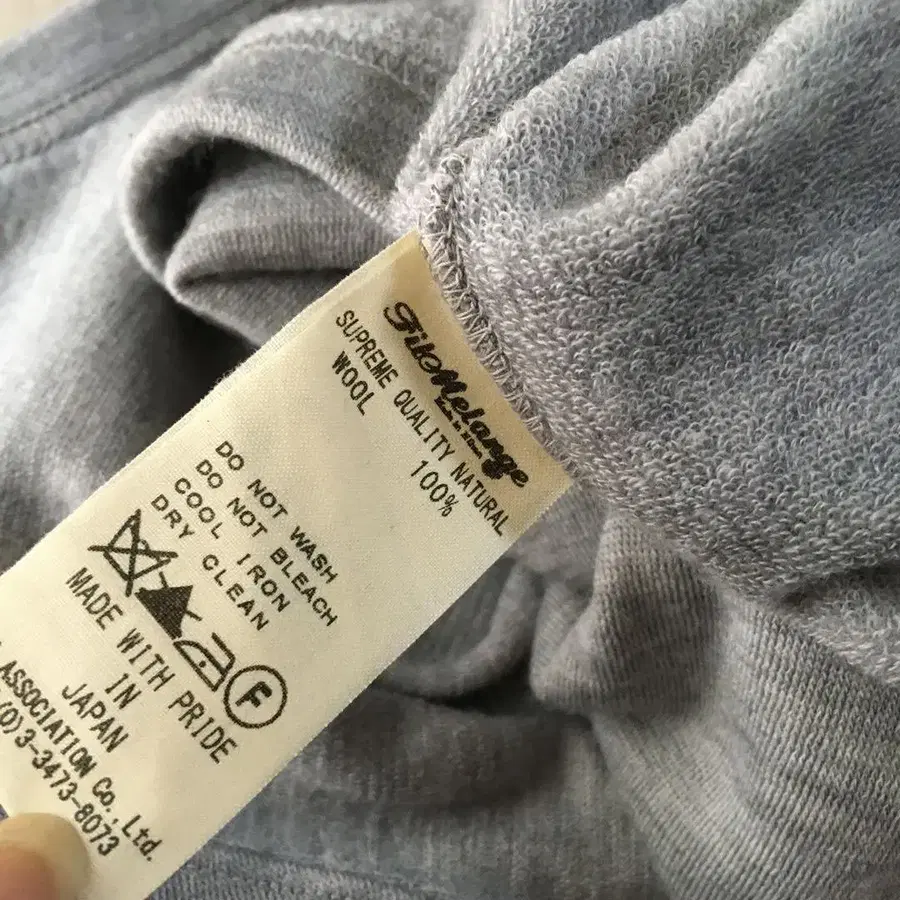 FilMelange
SUPREME QUALITY NATURAL
WOOL 100%
DO NOT WASH
DO NOT BLEACH
COOL IRON
DRY CLEAN
F
MADE WITH PRIDE
IN
JAPAN
ASSOCIATION Co.,Ltd.
(0)3-3473-8073